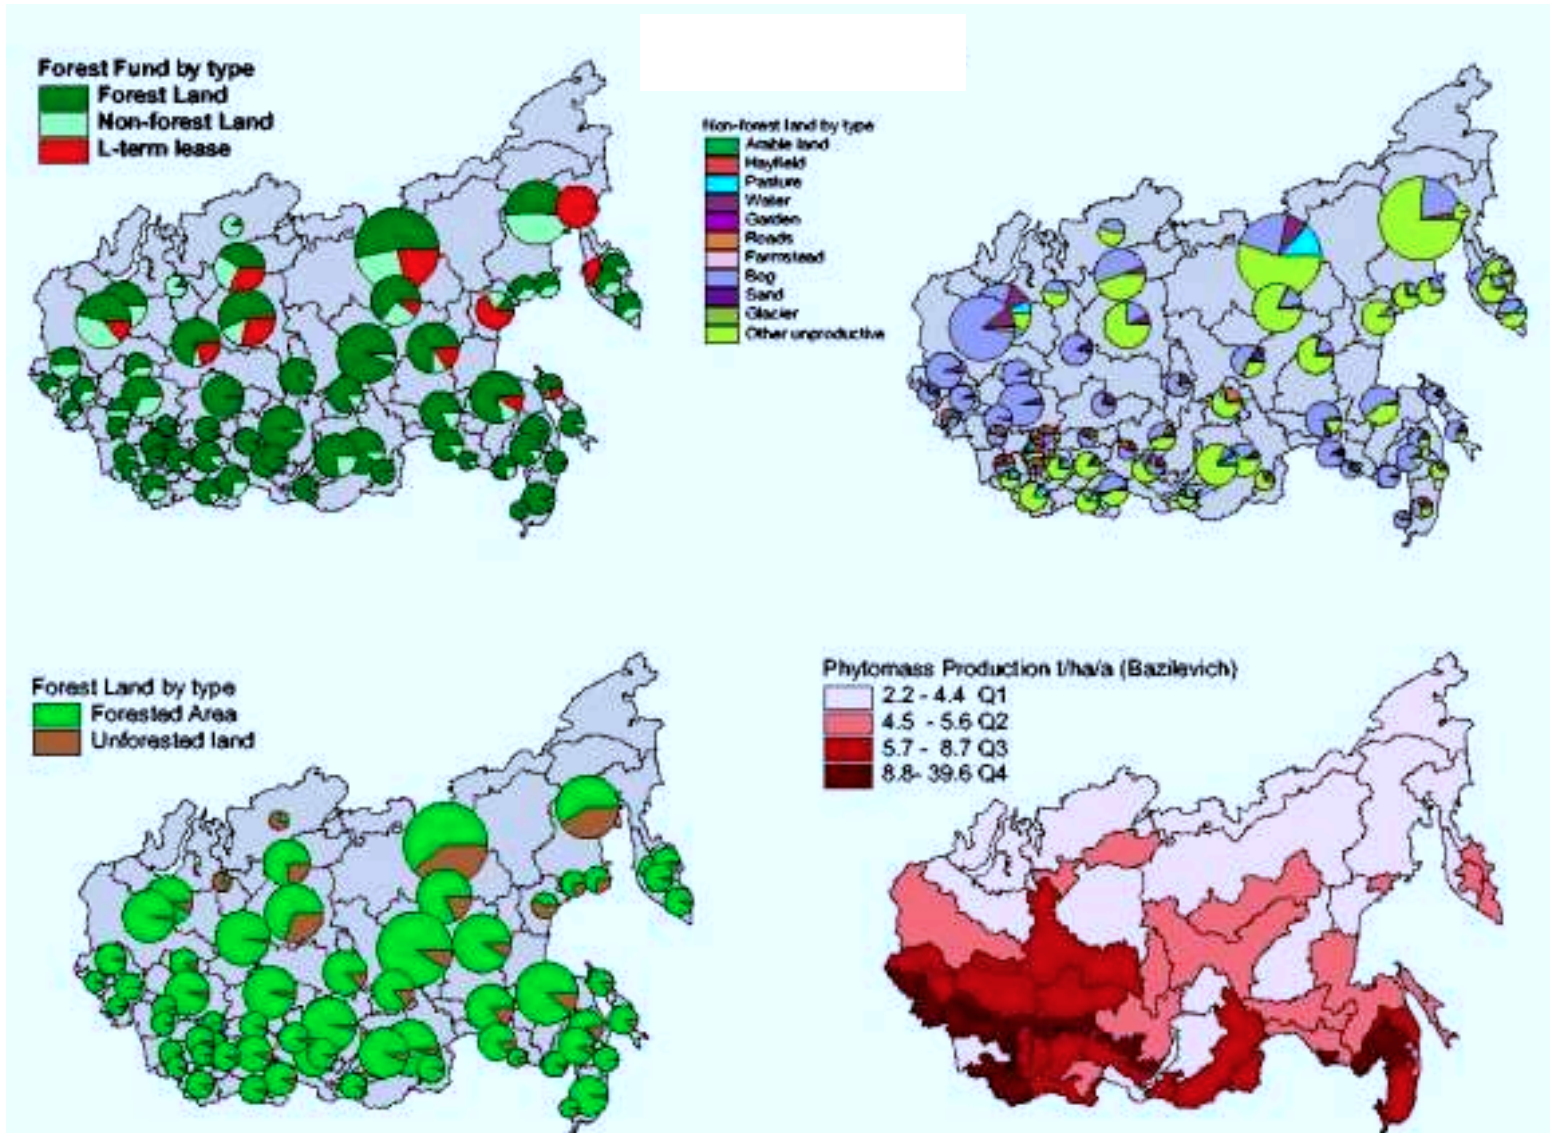 Forest Fund by type
Forest Land
Non-forest Land
L-term lease
Non-forest land by type
Arable land
Hayfield
Pasture
Water
Garden
Roads
Farmstead
Bog
Sand
Glacier
Other unproductive
Forest Land by type
Forested Area
Unforested land
Phytomass Production t/ha/a (Bazilevich)
2.2 - 4.4 Q1
4.5 - 5.6 Q2
5.7 - 8.7 Q3
8.8- 39.6 Q4